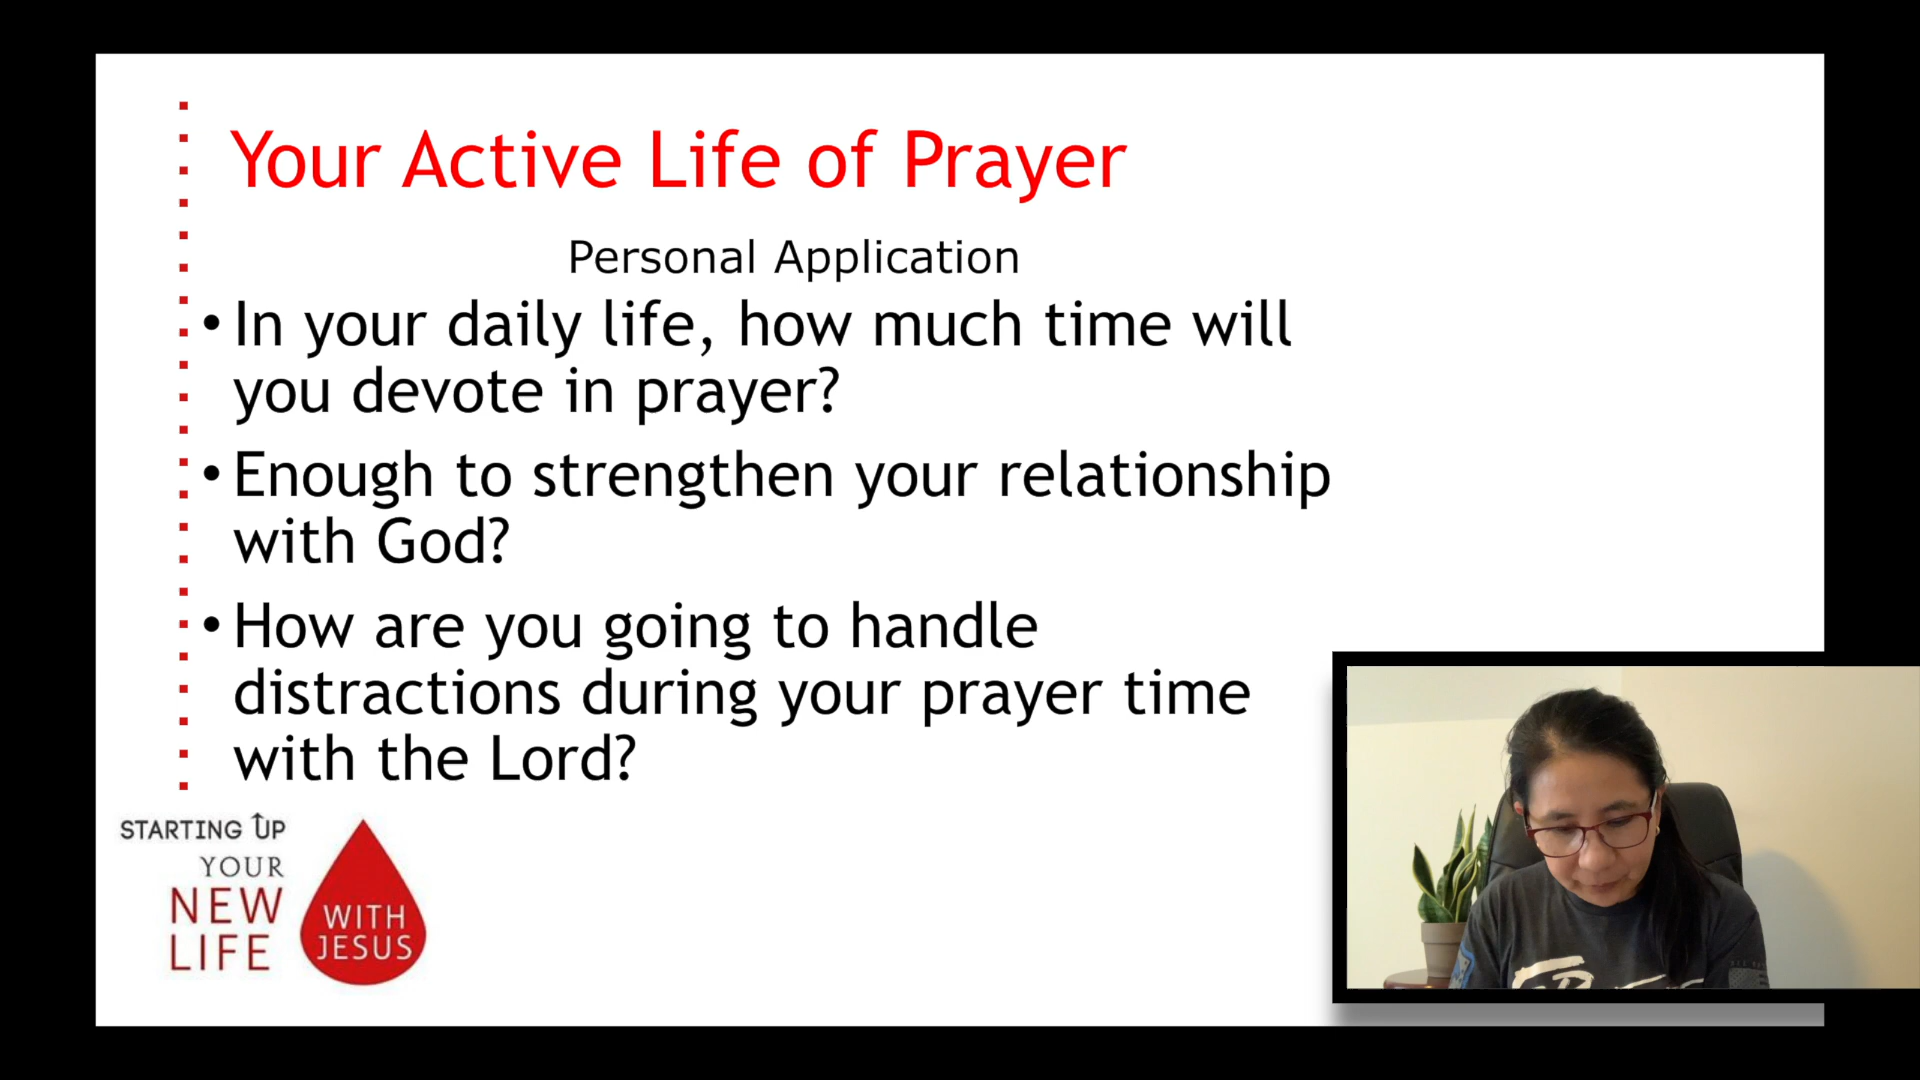 Your Active Life of Prayer
Personal Application
• In your daily life, how much time will
you devote in prayer?
• Enough to strengthen your relationship
with God?
• How are you going to handle
distractions during your prayer time
with the Lord?
STARTING UP
YOUR
NEW
LIFE
WITH
JESUS